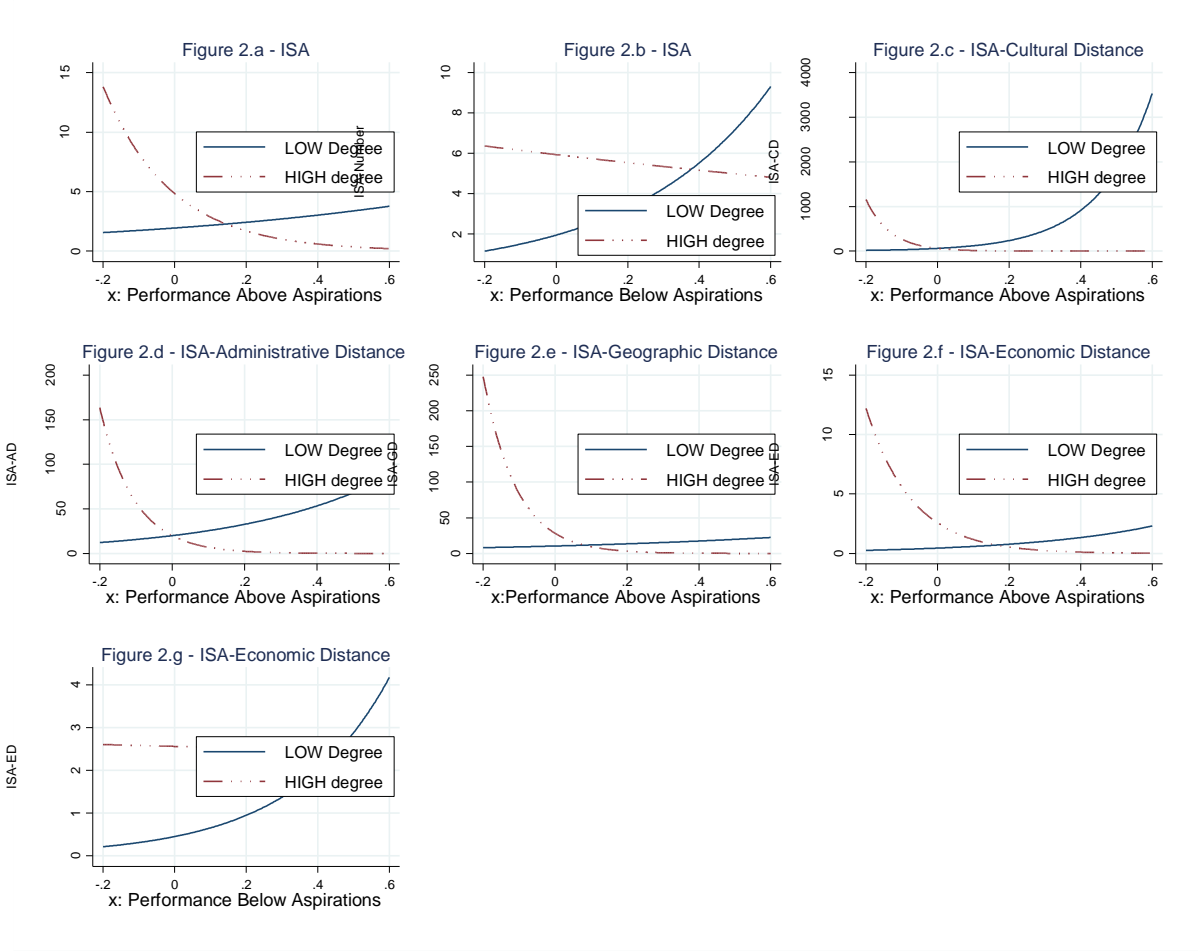 Figure 2.a - ISA
15
10
5
0
LOW Degree
HIGH degree
-.2 0 .2 .4 .6
x: Performance Above Aspirations
Figure 2.b - ISA
ISA-Number
10
8
6
4
2
LOW Degree
HIGH degree
-.2 0 .2 .4 .6
x: Performance Below Aspirations
Figure 2.c - ISA-Cultural Distance
ISA-CD
4000
3000
2000
1000
0
LOW Degree
HIGH degree
-.2 0 .2 .4 .6
x: Performance Above Aspirations
Figure 2.d - ISA-Administrative Distance
ISA-AD
200
150
100
50
0
LOW Degree
HIGH degree
-.2 0 .2 .4 .6
x: Performance Above Aspirations
Figure 2.e - ISA-Geographic Distance
ISA-GD
250
200
150
100
50
0
LOW Degree
HIGH degree
-.2 0 .2 .4 .6
x:Performance Above Aspirations
Figure 2.f - ISA-Economic Distance
ISA-ED
15
10
5
0
LOW Degree
HIGH degree
-.2 0 .2 .4 .6
x: Performance Above Aspirations
Figure 2.g - ISA-Economic Distance
ISA-ED
4
3
2
1
0
LOW Degree
HIGH degree
-.2 0 .2 .4 .6
x: Performance Below Aspirations